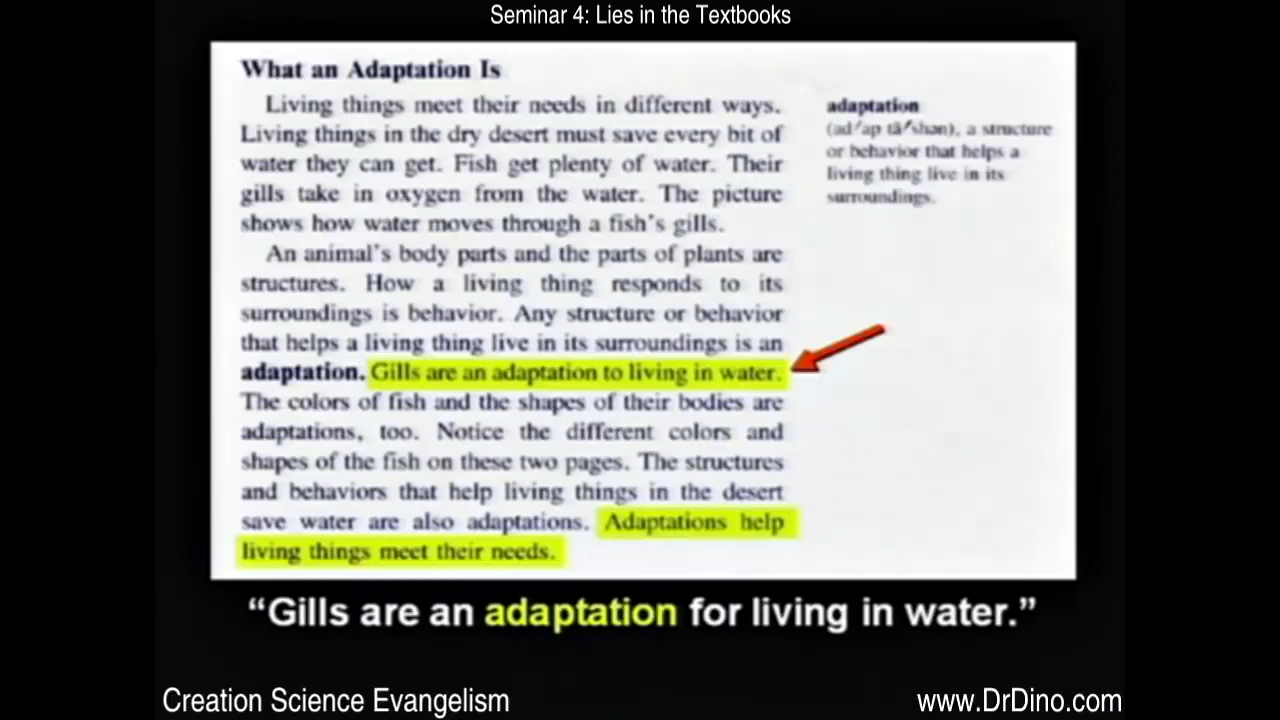 Seminar 4: Lies in the Textbooks
What an Adaptation Is
Living things meet their needs in different ways.
Living things in the dry desert must save every bit of
water they can get. Fish get plenty of water. Their
gills take in oxygen from the water. The picture
shows how water moves through a fish's gills.
An animal's body parts and the parts of plants are
structures. How a living thing responds to its
surroundings is behavior. Any structure or behavior
that helps a living thing live in its surroundings is an
adaptation. Gills are an adaptation to living in water.
The colors of fish and the shapes of their bodies are
adaptations, too. Notice the different colors and
shapes of the fish on these two pages. The structures
and behaviors that help living things in the desert
save water are also adaptations. Adaptations help
living things meet their needs.
adaptation
(ad′ap tā′shən), a structure
or behavior that helps a
living thing live in its
surroundings.
“Gills are an adaptation for living in water.”
Creation Science Evangelism
www.DrDino.com